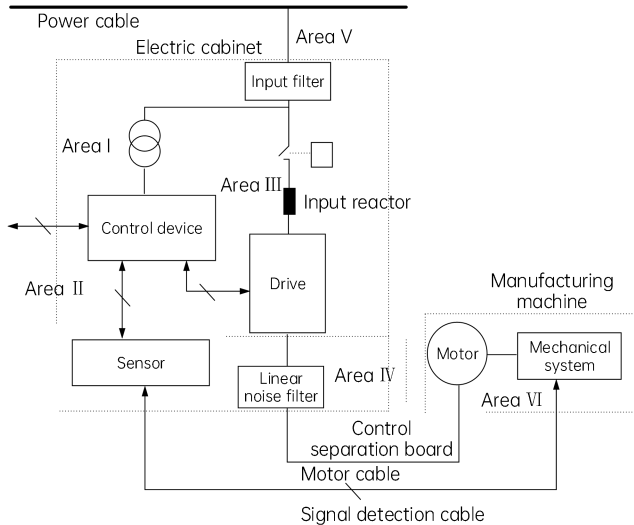 Power cable
Area Ⅴ
Electric cabinet
Input filter
Area Ⅰ
Area Ⅲ
Input reactor
Control device
Area Ⅱ
Drive
Manufacturing
machine
Sensor
Motor
Mechanical
system
Area Ⅳ
Linear
noise filter
Area Ⅵ
Control
separation board
Motor cable
Signal detection cable